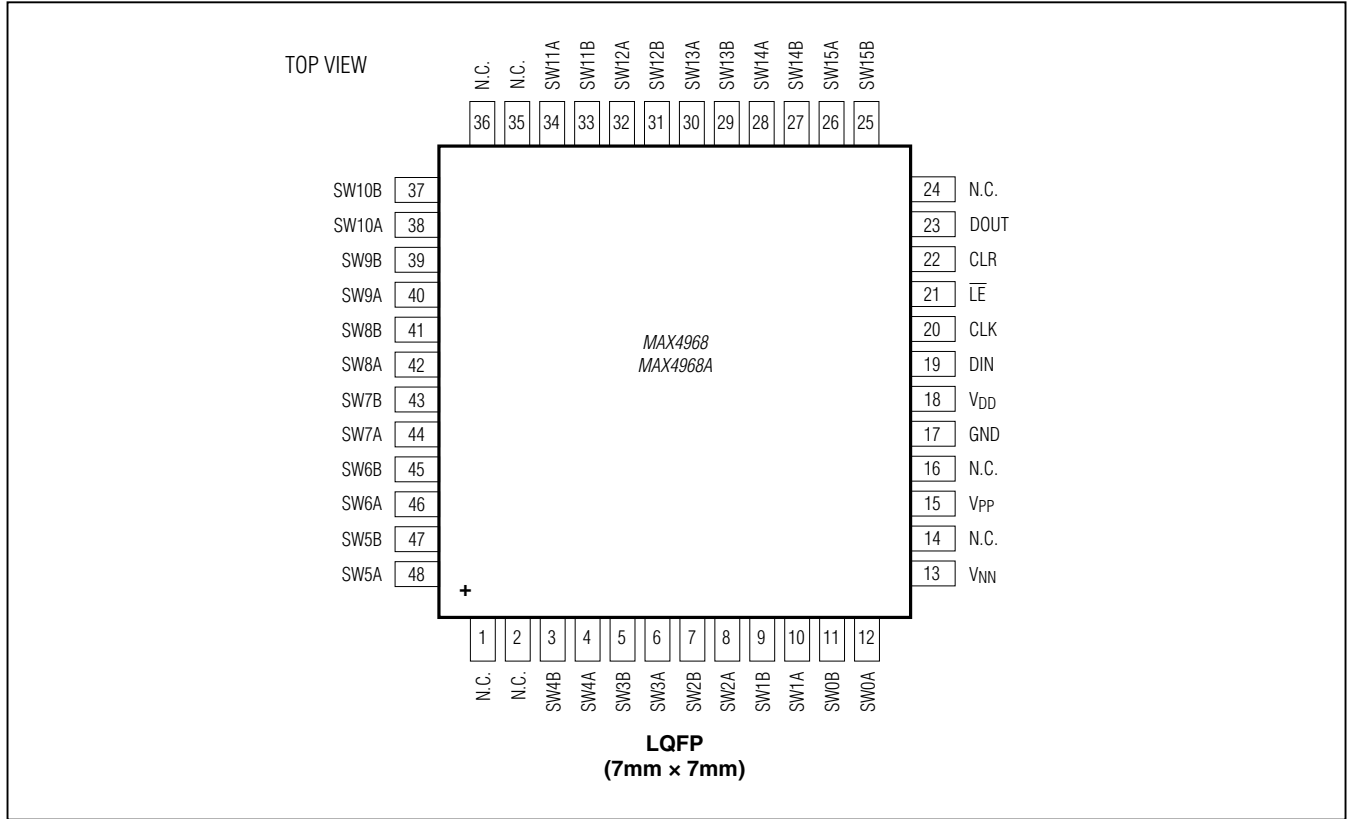 TOP VIEW
N.C.
N.C.
SW11A
SW11B
SW12A
SW12B
SW13A
SW13B
SW14A
SW14B
SW15A
SW15B
36 35 34 33 32 31 30 29 28 27 26 25
SW10B 37
SW10A 38
SW9B 39
SW9A 40
SW8B 41
SW8A 42
SW7B 43
SW7A 44
SW6B 45
SW6A 46
SW5B 47
SW5A 48
MAX4968
MAX4968A
24 N.C.
23 DOUT
22 CLR
21 L̅E̅
20 CLK
19 DIN
18 VDD
17 GND
16 N.C.
15 VPP
14 N.C.
13 VNN
+
1 2 3 4 5 6 7 8 9 10 11 12
N.C.
N.C.
SW4B
SW4A
SW3B
SW3A
SW2B
SW2A
SW1B
SW1A
SW0B
SW0A
LQFP
(7mm × 7mm)